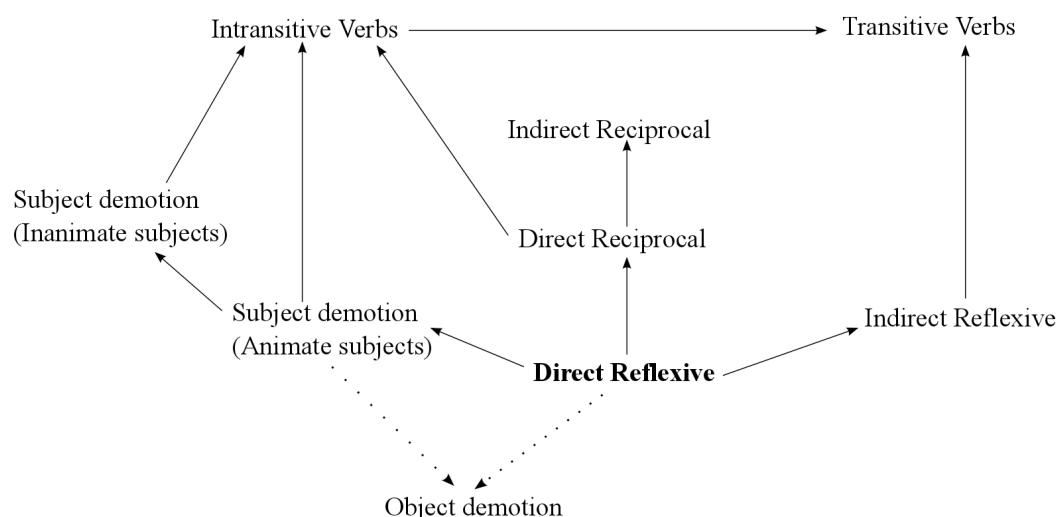 Intransitive Verbs
Transitive Verbs
Indirect Reciprocal
Subject demotion
(Inanimate subjects)
Direct Reciprocal
Subject demotion
(Animate subjects)
Indirect Reflexive
Direct Reflexive
Object demotion